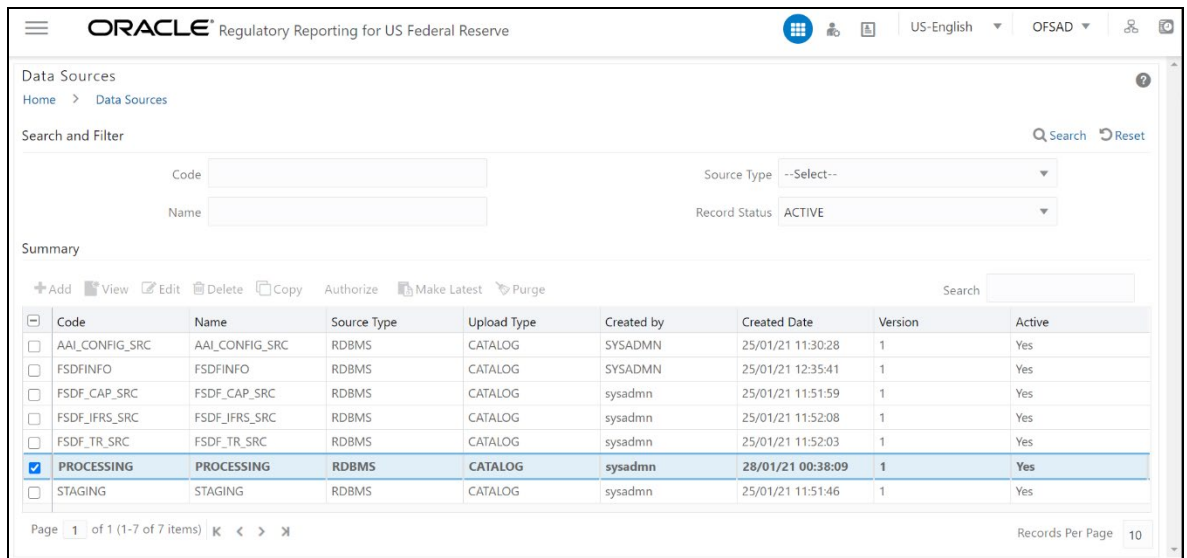 ORACLE® Regulatory Reporting for US Federal Reserve US-English OFSAD
Data Sources
Home > Data Sources
Search and Filter Search Reset
Code Source Type --Select--
Name Record Status ACTIVE
Summary
Add View Edit Delete Copy Authorize Make Latest Purge Search
Code Name Source Type Upload Type Created by Created Date Version Active
AAI_CONFIG_SRC AAI_CONFIG_SRC RDBMS CATALOG SYSADMN 25/01/21 11:30:28 1 Yes
FSDFINFO FSDFINFO RDBMS CATALOG SYSADMN 25/01/21 12:35:41 1 Yes
FSDF_CAP_SRC FSDF_CAP_SRC RDBMS CATALOG sysadmn 25/01/21 11:51:59 1 Yes
FSDF_IFRS_SRC FSDF_IFRS_SRC RDBMS CATALOG sysadmn 25/01/21 11:52:08 1 Yes
FSDF_TR_SRC FSDF_TR_SRC RDBMS CATALOG sysadmn 25/01/21 11:52:03 1 Yes
PROCESSING PROCESSING RDBMS CATALOG sysadmn 28/01/21 00:38:09 1 Yes
STAGING STAGING RDBMS CATALOG sysadmn 25/01/21 11:51:46 1 Yes
Page 1 of 1 (1-7 of 7 items) Records Per Page 10